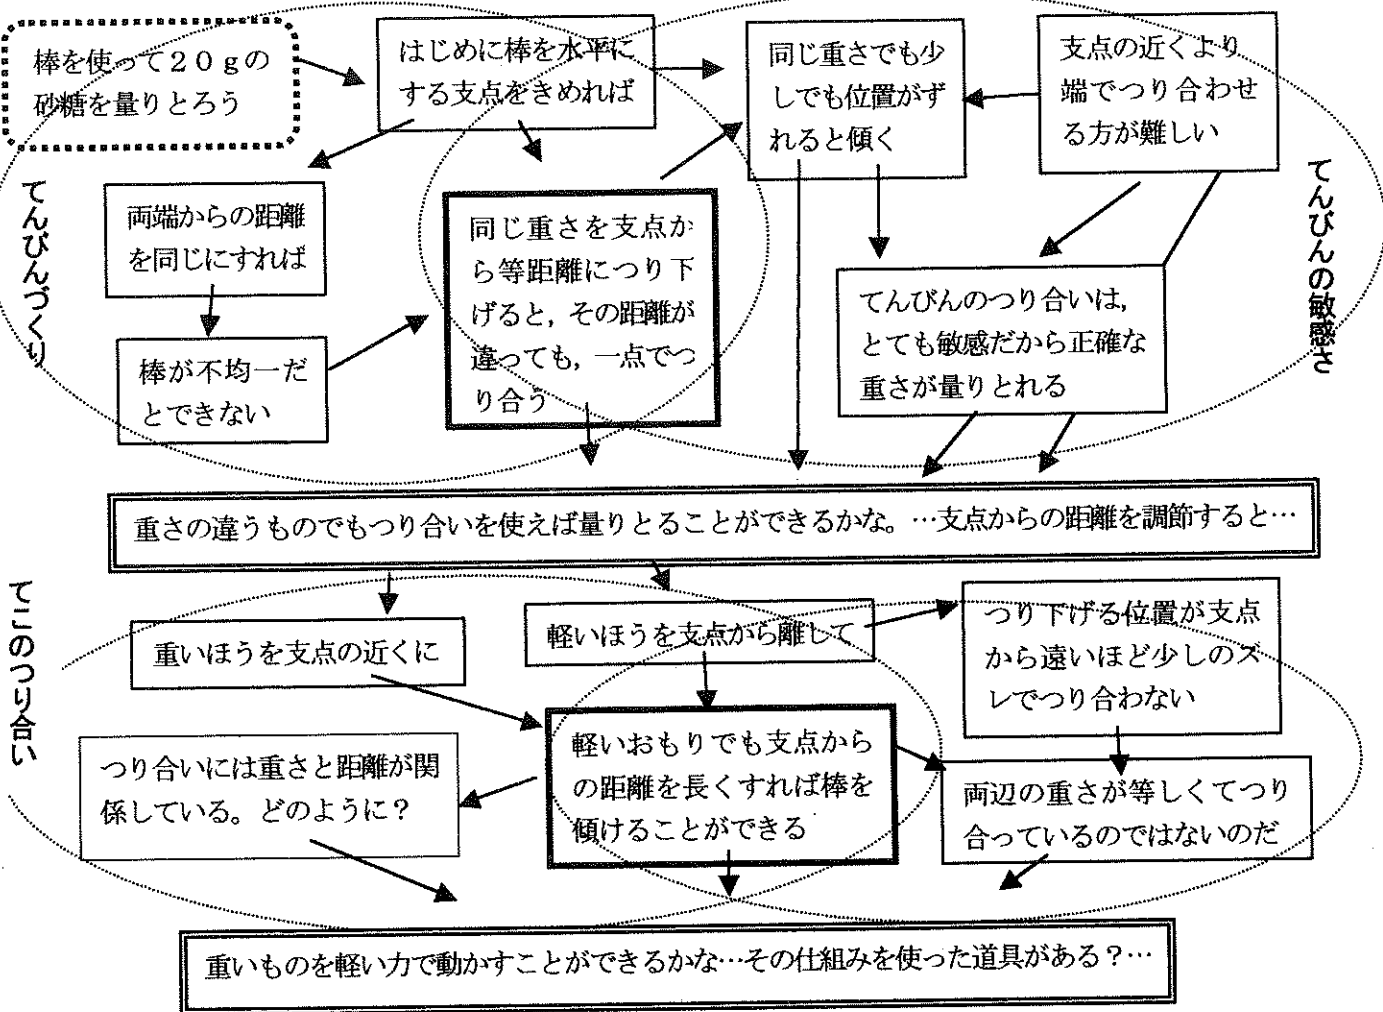 棒を使って２０ｇの
砂糖を量りとろう
はじめに棒を水平に
する支点をきめれば
同じ重さでも少
しでも位置がず
れると傾く
支点の近くより
端でつり合わせ
る方が難しい
てんびんづくり
両端からの距離
を同じにすれば
同じ重さを支点か
ら等距離につり下
げると，その距離が
違っても，一点でつ
り合う
てんびんの敏感さ
てんびんのつり合いは，
とても敏感だから正確な
重さが量りとれる
棒が不均一だ
とできない
重さの違うものでもつり合いを使えば量りとることができるかな。…支点からの距離を調節すると…
てこのつり合い
重いほうを支点の近くに
軽いほうを支点から離して
つり下げる位置が支点
から遠いほど少しのズ
レでつり合わない
つり合いには重さと距離が関
係している。どのように？
軽いおもりでも支点から
の距離を長くすれば棒を
傾けることができる
両辺の重さが等しくてつり
合っているのではないのだ
重いものを軽い力で動かすことができるかな…その仕組みを使った道具がある？…